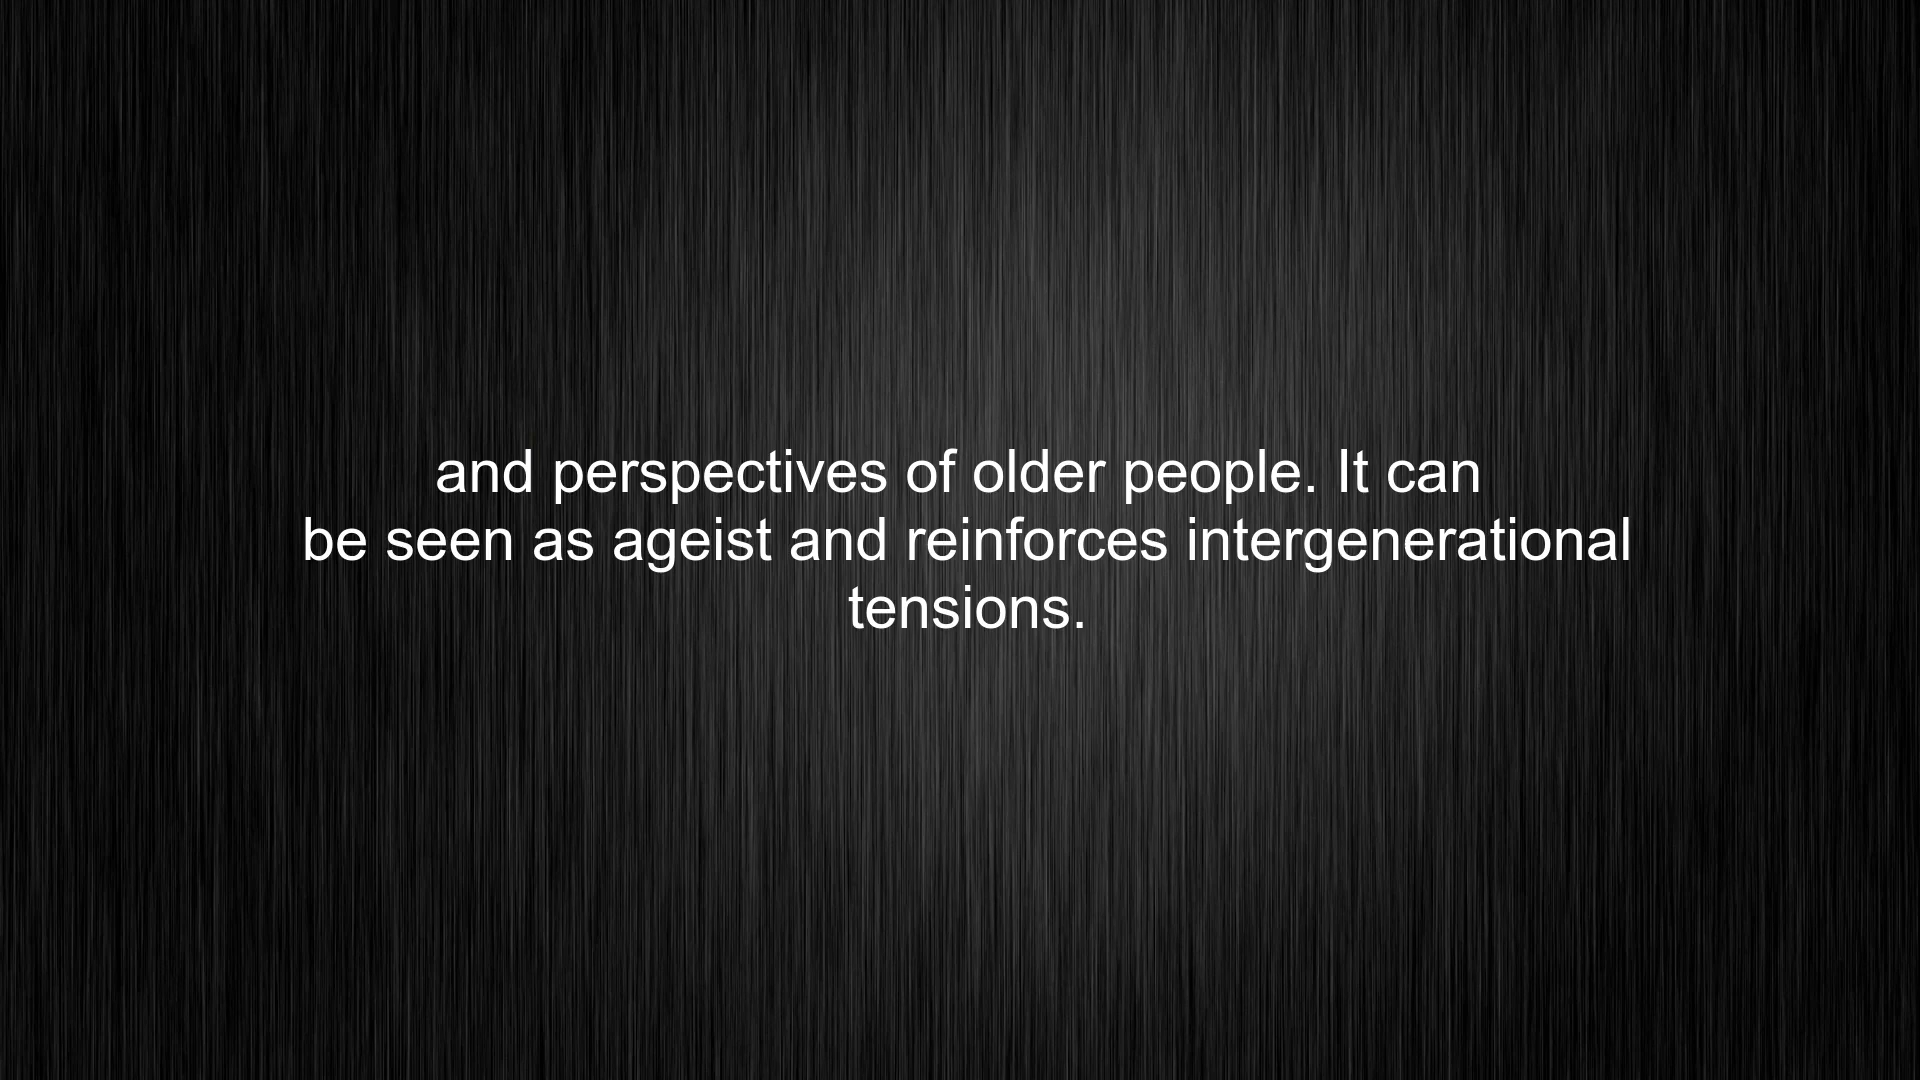 and perspectives of older people. It can
be seen as ageist and reinforces intergenerational
tensions.